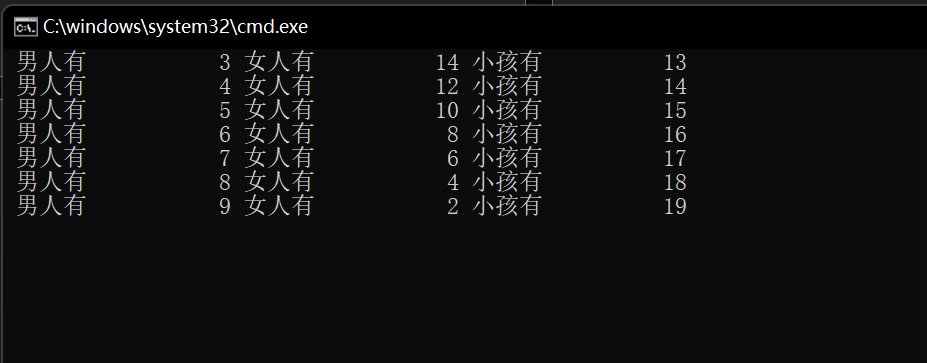 C:\windows\system32\cmd.exe
男人有 3 女人有 14 小孩有 13
男人有 4 女人有 12 小孩有 14
男人有 5 女人有 10 小孩有 15
男人有 6 女人有 8 小孩有 16
男人有 7 女人有 6 小孩有 17
男人有 8 女人有 4 小孩有 18
男人有 9 女人有 2 小孩有 19